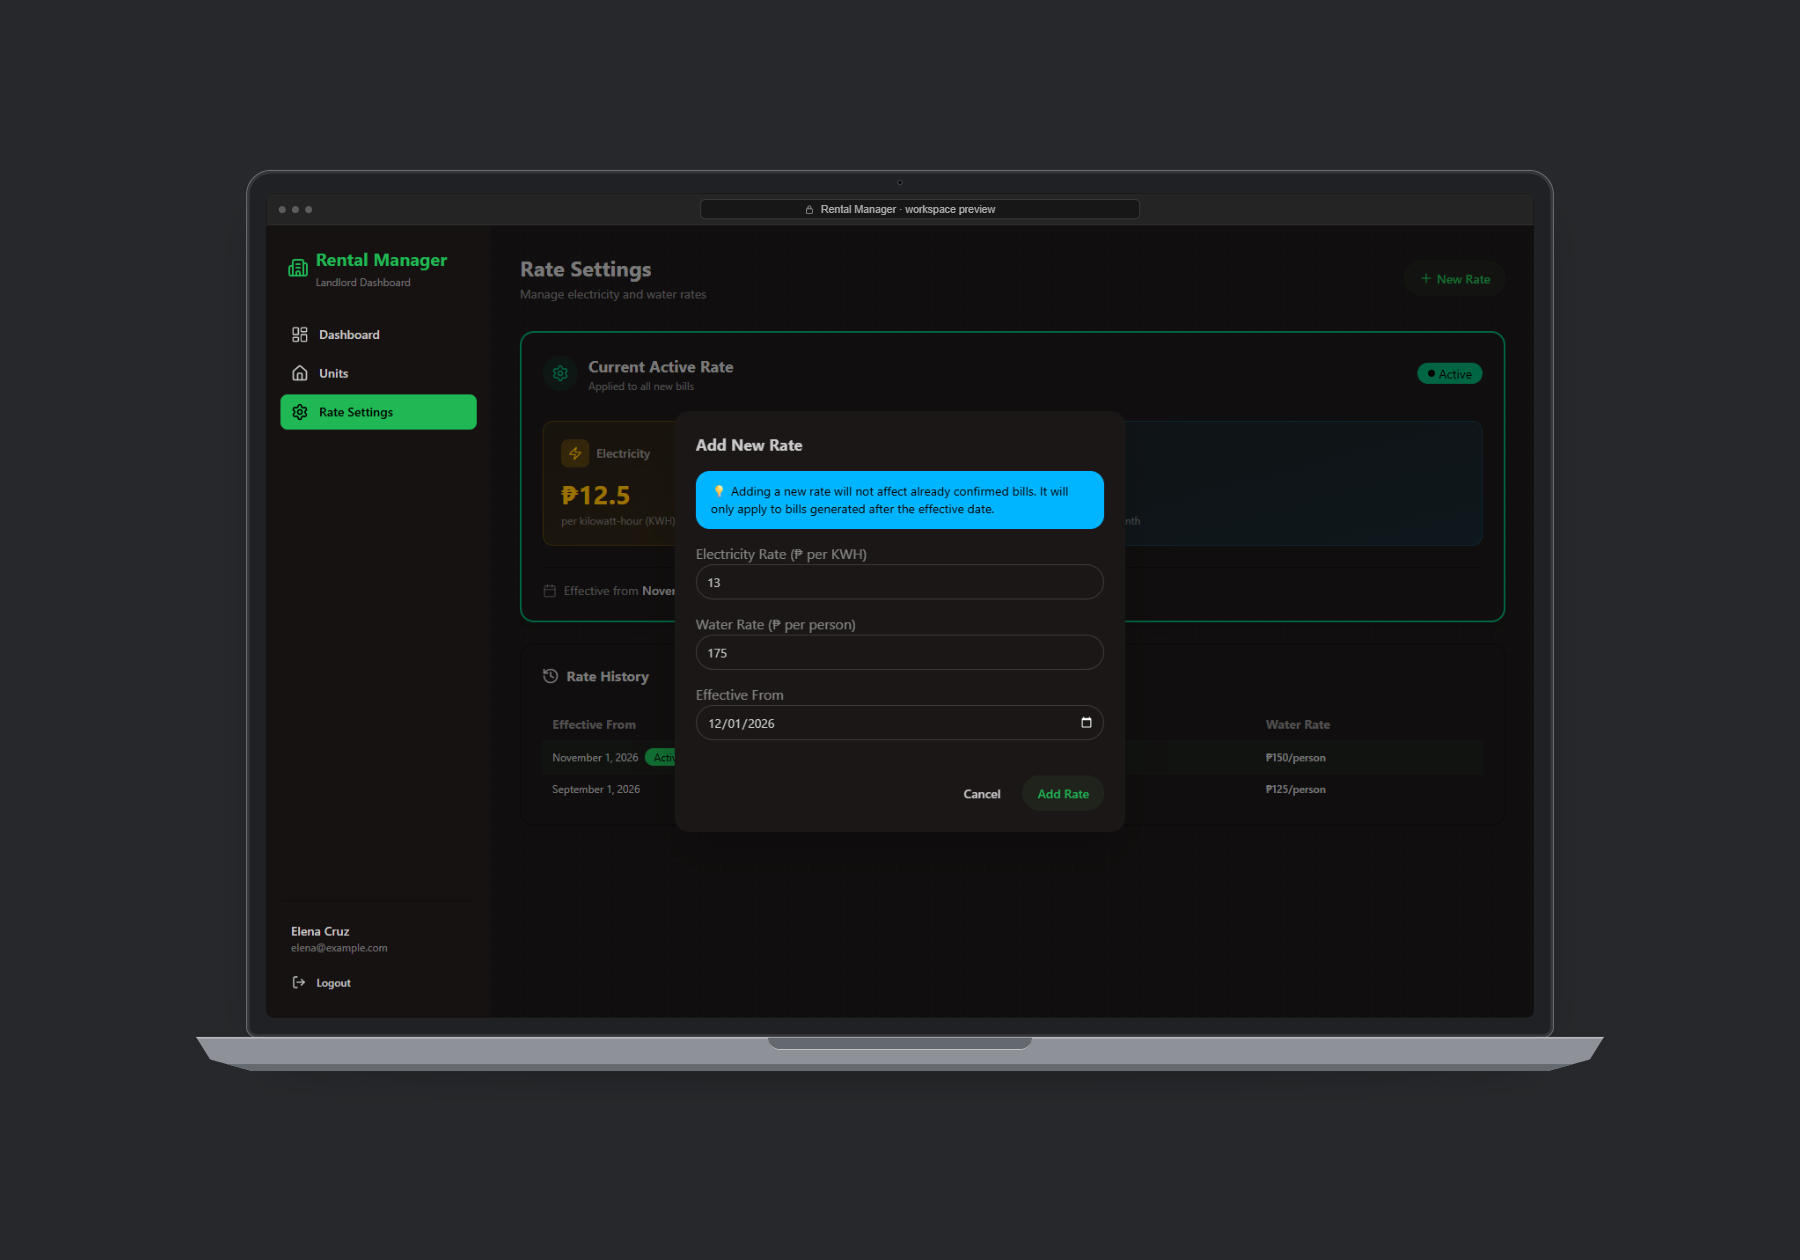 Rental Manager · workspace preview
Rental Manager
Landlord Dashboard
Dashboard
Units
Rate Settings
Elena Cruz
elena@example.com
Logout
Rate Settings
Manage electricity and water rates
+ New Rate
Current Active Rate
Applied to all new bills
Active
Electricity
₱12.5
per kilowatt-hour (KWH)
Effective from
Rate History
Effective From
Water Rate
November 1, 2026
₱150/person
September 1, 2026
₱125/person
Add New Rate
💡 Adding a new rate will not affect already confirmed bills. It will
only apply to bills generated after the effective date.
Electricity Rate (₱ per KWH)
13
Water Rate (₱ per person)
175
Effective From
12/01/2026
Cancel
Add Rate